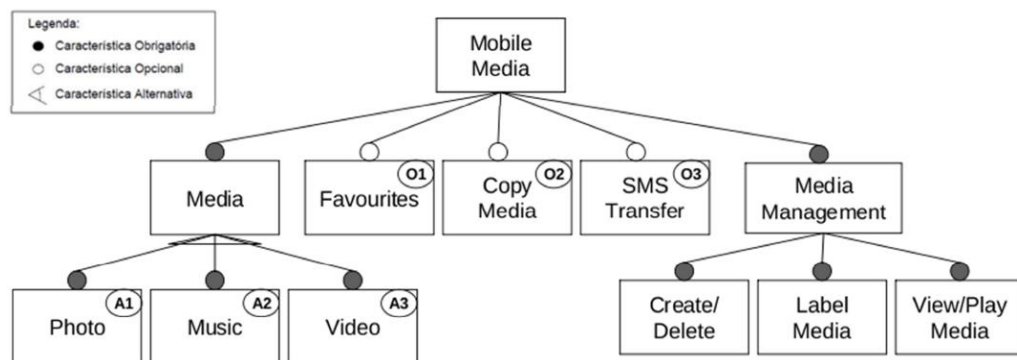 Legenda:
Característica Obrigatória
Característica Opcional
Característica Alternativa
Mobile
Media
Media
Favourites
O1
Copy
Media
O2
SMS
Transfer
O3
Media
Management
Photo
A1
Music
A2
Video
A3
Create/
Delete
Label
Media
View/Play
Media